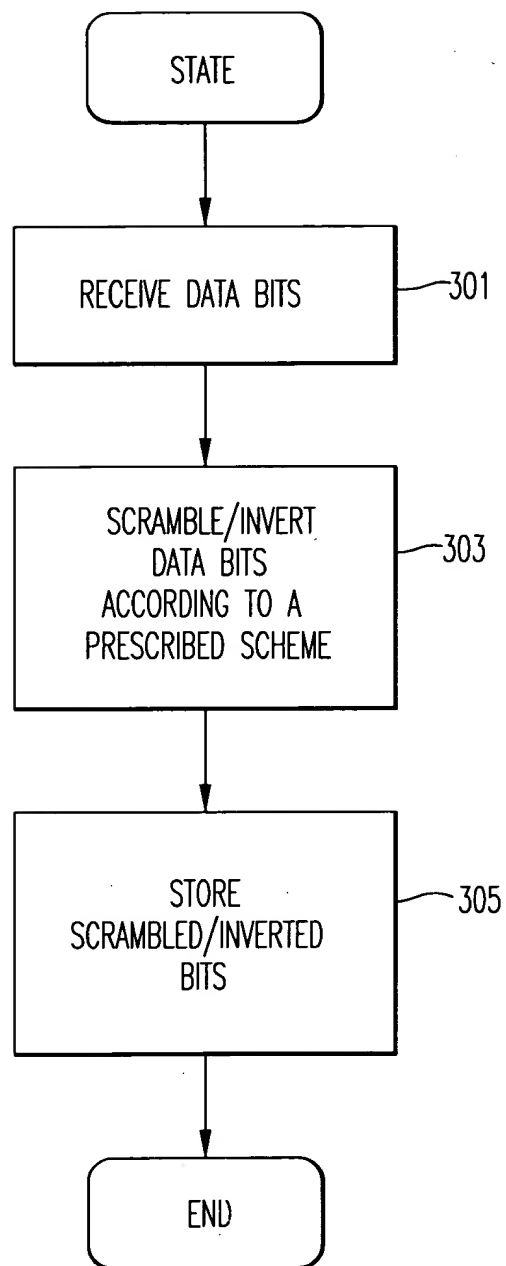 STATE
RECEIVE DATA BITS
301
SCRAMBLE/INVERT
DATA BITS
ACCORDING TO A
PRESCRIBED SCHEME
303
STORE
SCRAMBLED/INVERTED
BITS
305
END